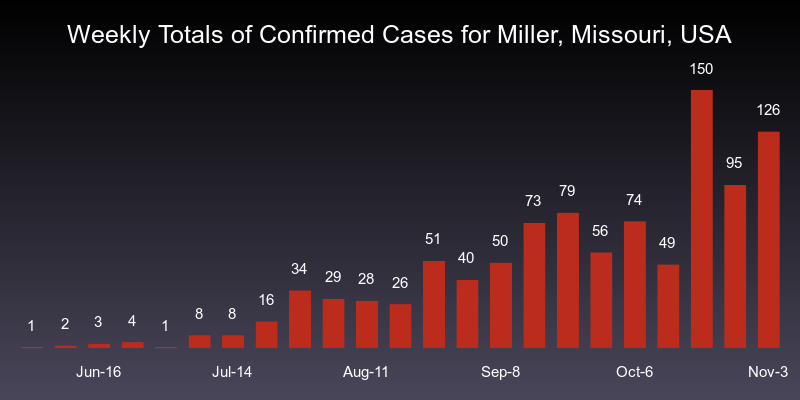 Weekly Totals of Confirmed Cases for Miller, Missouri, USA
1 2 3 4 1 8 8 16 34 29 28 26 51 40 50 73 79 56 74 49 150 95 126
Jun-16 Jul-14 Aug-11 Sep-8 Oct-6 Nov-3